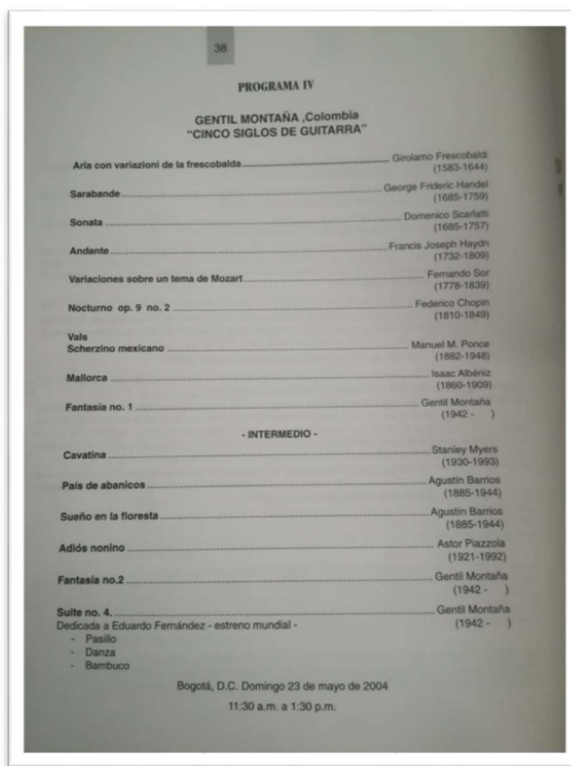 38
PROGRAMA IV
GENTIL MONTAÑA ,Colombia
"CINCO SIGLOS DE GUITARRA"
Aria con variazioni de la frescobalda ........ Girolamo Frescobaldi
(1583-1644)
Sarabande ........ George Frideric Handel
(1685-1759)
Sonata ........ Domenico Scarlatti
(1685-1757)
Andante ........ Francis Joseph Haydn
(1732-1809)
Variaciones sobre un tema de Mozart ........ Fernando Sor
(1778-1839)
Nocturno op. 9 no. 2 ........ Federico Chopin
(1810-1849)
Vals
Scherzino mexicano ........ Manuel M. Ponce
(1882-1948)
Mallorca ........ Isaac Albéniz
(1860-1909)
Fantasía no. 1 ........ Gentil Montaña
(1942 - )
- INTERMEDIO -
Cavatina ........ Stanley Myers
(1930-1993)
País de abanicos ........ Agustín Barrios
(1885-1944)
Sueño en la floresta ........ Agustín Barrios
(1885-1944)
Adiós nonino ........ Astor Piazzola
(1921-1992)
Fantasía no.2 ........ Gentil Montaña
(1942 - )
Suite no. 4. ........ Gentil Montaña
Dedicada a Eduardo Fernández - estreno mundial - (1942 - )
- Pasillo
- Danza
- Bambuco
Bogotá, D.C. Domingo 23 de mayo de 2004
11:30 a.m. a 1:30 p.m.